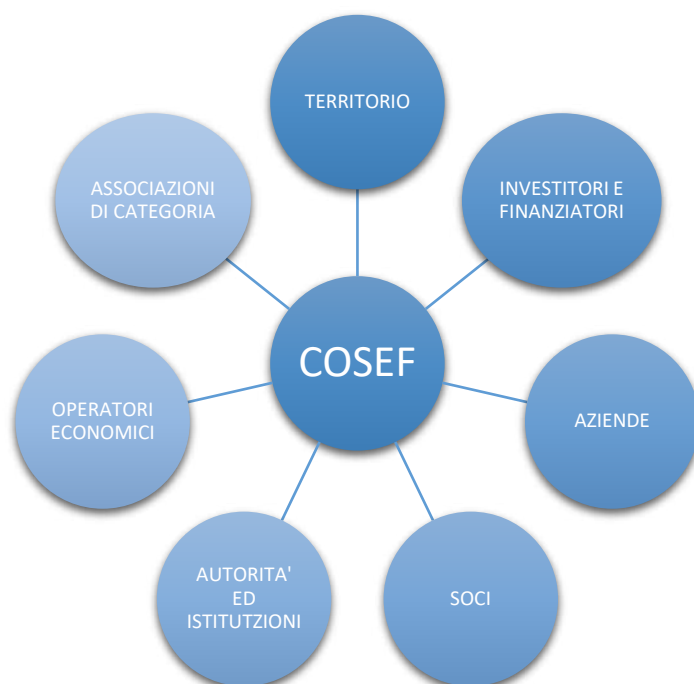 TERRITORIO
ASSOCIAZIONI
DI CATEGORIA
INVESTITORI E
FINANZIATORI
COSEF
OPERATORI
ECONOMICI
AZIENDE
AUTORITA'
ED
ISTITUTZIONI
SOCI